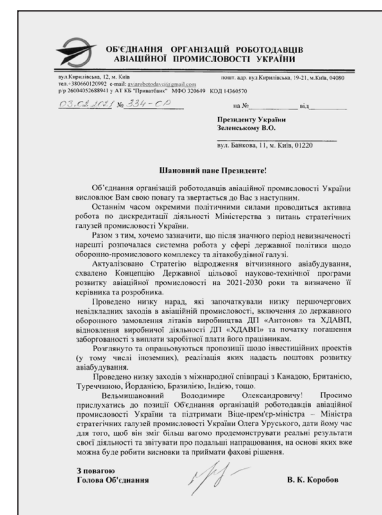 ОБ'ЄДНАННЯ ОРГАНІЗАЦІЙ РОБОТОДАВЦІВ
АВІАЦІЙНОЇ ПРОМИСЛОВОСТІ УКРАЇНИ
вул.Кирилівська, 12, м. Київ
пошт. адр. вул.Кирилівська, 19-21, м.Київ, 04080
тел.+380660120992 e-mail:
р/р 26004052688941 у АТ КБ "Приватбанк" МФО 320649 КОД 14360570
03.08.2021 № 334-ОР
на № від
Президенту України
Зеленському В.О.
вул. Банкова, 11, м. Київ, 01220
Шановний пане Президенте!
Об'єднання організацій роботодавців авіаційної промисловості України
висловлює Вам свою повагу та звертається до Вас з наступним.
Останнім часом окремими політичними силами проводиться активна
робота по дискредитації діяльності Міністерства з питань стратегічних
галузей промисловості України.
Разом з тим, хочемо зазначити, що після значного період невизначеності
нарешті розпочалася системна робота у сфері державної політики щодо
оборонно-промислового комплексу та літакобудівної галузі.
Актуалізовано Стратегію відродження вітчизняного авіабудування,
схвалено Концепцію Державної цільової науково-технічної програми
розвитку авіаційної промисловості на 2021-2030 роки та визначено її
керівника та розробника.
Проведено низку нарад, які започаткували низку першочергових
невідкладних заходів в авіаційній промисловості, включення до державного
оборонного замовлення літаків виробництва ДП «Антонов» та ХДАВП,
відновлення виробничої діяльності ДП «ХДАВП» та початку погашення
заборгованості з виплати заробітної плати його працівникам.
Розглянуто та опрацьовуються пропозиції щодо інвестиційних проектів
(у тому числі іноземних), реалізація яких надасть поштовх розвитку
авіабудування.
Проведено низку заходів з міжнародної співпраці з Канадою, Британією,
Туреччиною, Йорданією, Бразилією, Індією, тощо.
Вельмишановний Володимире Олександровичу! Просимо
прислухатись до позиції Об'єднання організацій роботодавців авіаційної
промисловості України та підтримати Віце-прем'єр-міністра – Міністра
стратегічних галузей промисловості України Олега Уруського, дати йому час
для того, щоб він зміг більш вагомо продемонструвати реальні результати
своєї діяльності та звітувати про подальші напрацювання, на основі яких вже
можна буде робити висновки та приймати фахові рішення.
З повагою
Голова Об'єднання В. К. Коробов